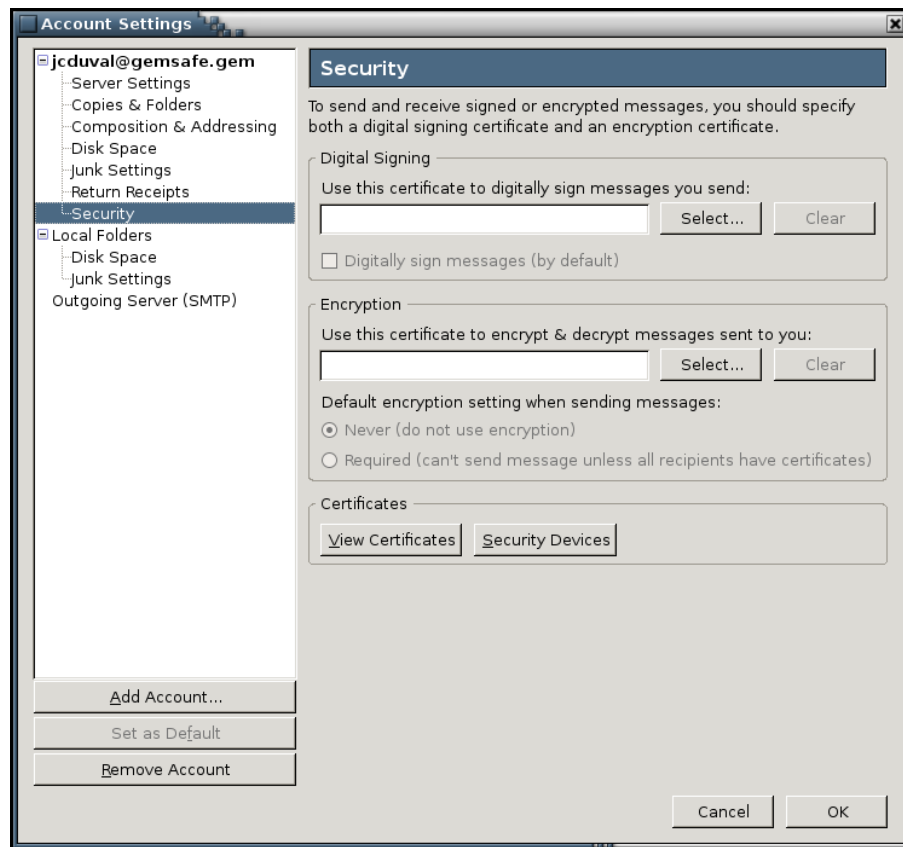 Account Settings
jcduval@gemsafe.gem
Server Settings
Copies & Folders
Composition & Addressing
Disk Space
Junk Settings
Return Receipts
Security
Local Folders
Disk Space
Junk Settings
Outgoing Server (SMTP)
Add Account...
Set as Default
Remove Account
Security
To send and receive signed or encrypted messages, you should specify
both a digital signing certificate and an encryption certificate.
Digital Signing
Use this certificate to digitally sign messages you send:
Select... Clear
Digitally sign messages (by default)
Encryption
Use this certificate to encrypt & decrypt messages sent to you:
Select... Clear
Default encryption setting when sending messages:
Never (do not use encryption)
Required (can't send message unless all recipients have certificates)
Certificates
View Certificates Security Devices
Cancel OK